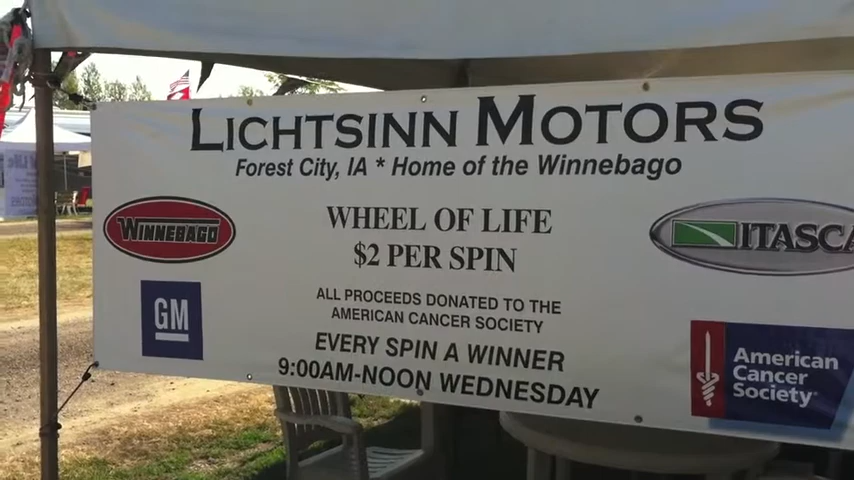 LICHTSINN MOTORS
FOREST CITY, IA * HOME OF THE WINNEBAGO
WHEEL OF LIFE
$2 PER SPIN
WINNEBAGO
ITASCA
GM
ALL PROCEEDS DONATED TO THE
AMERICAN CANCER SOCIETY
EVERY SPIN A WINNER
9:00AM-NOON WEDNESDAY
American
Cancer
Society®